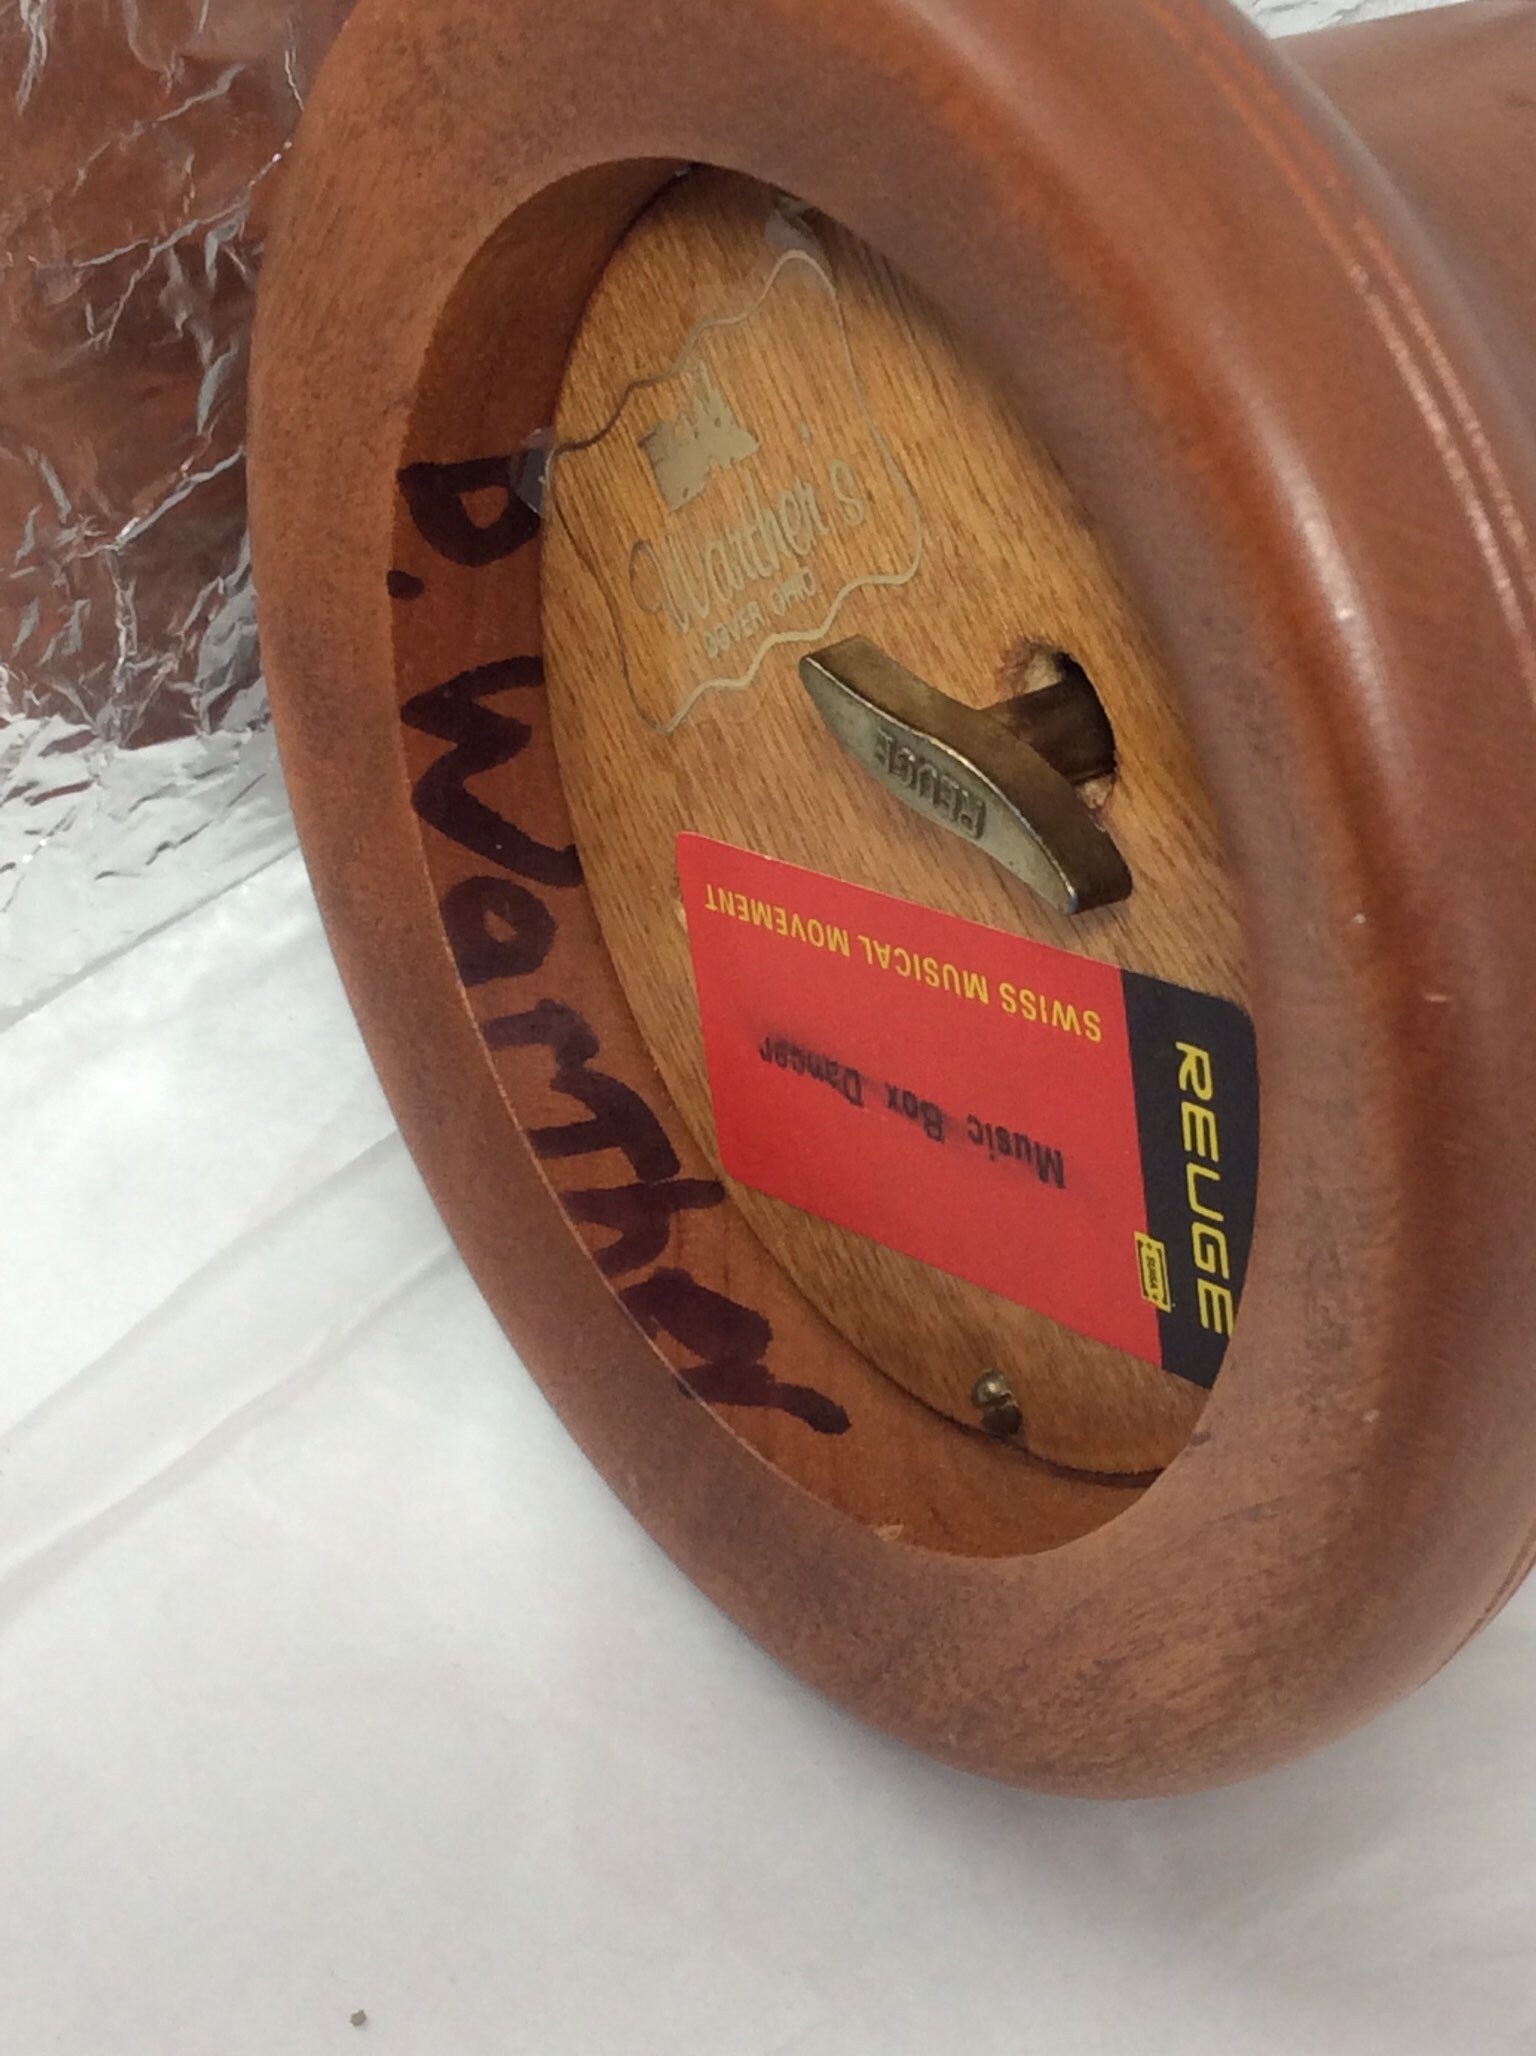 D. Warther
Warther's
DOVER OHIO
REUGE
SWISS MUSICAL MOVEMENT
Music Box Dancer
REUGE